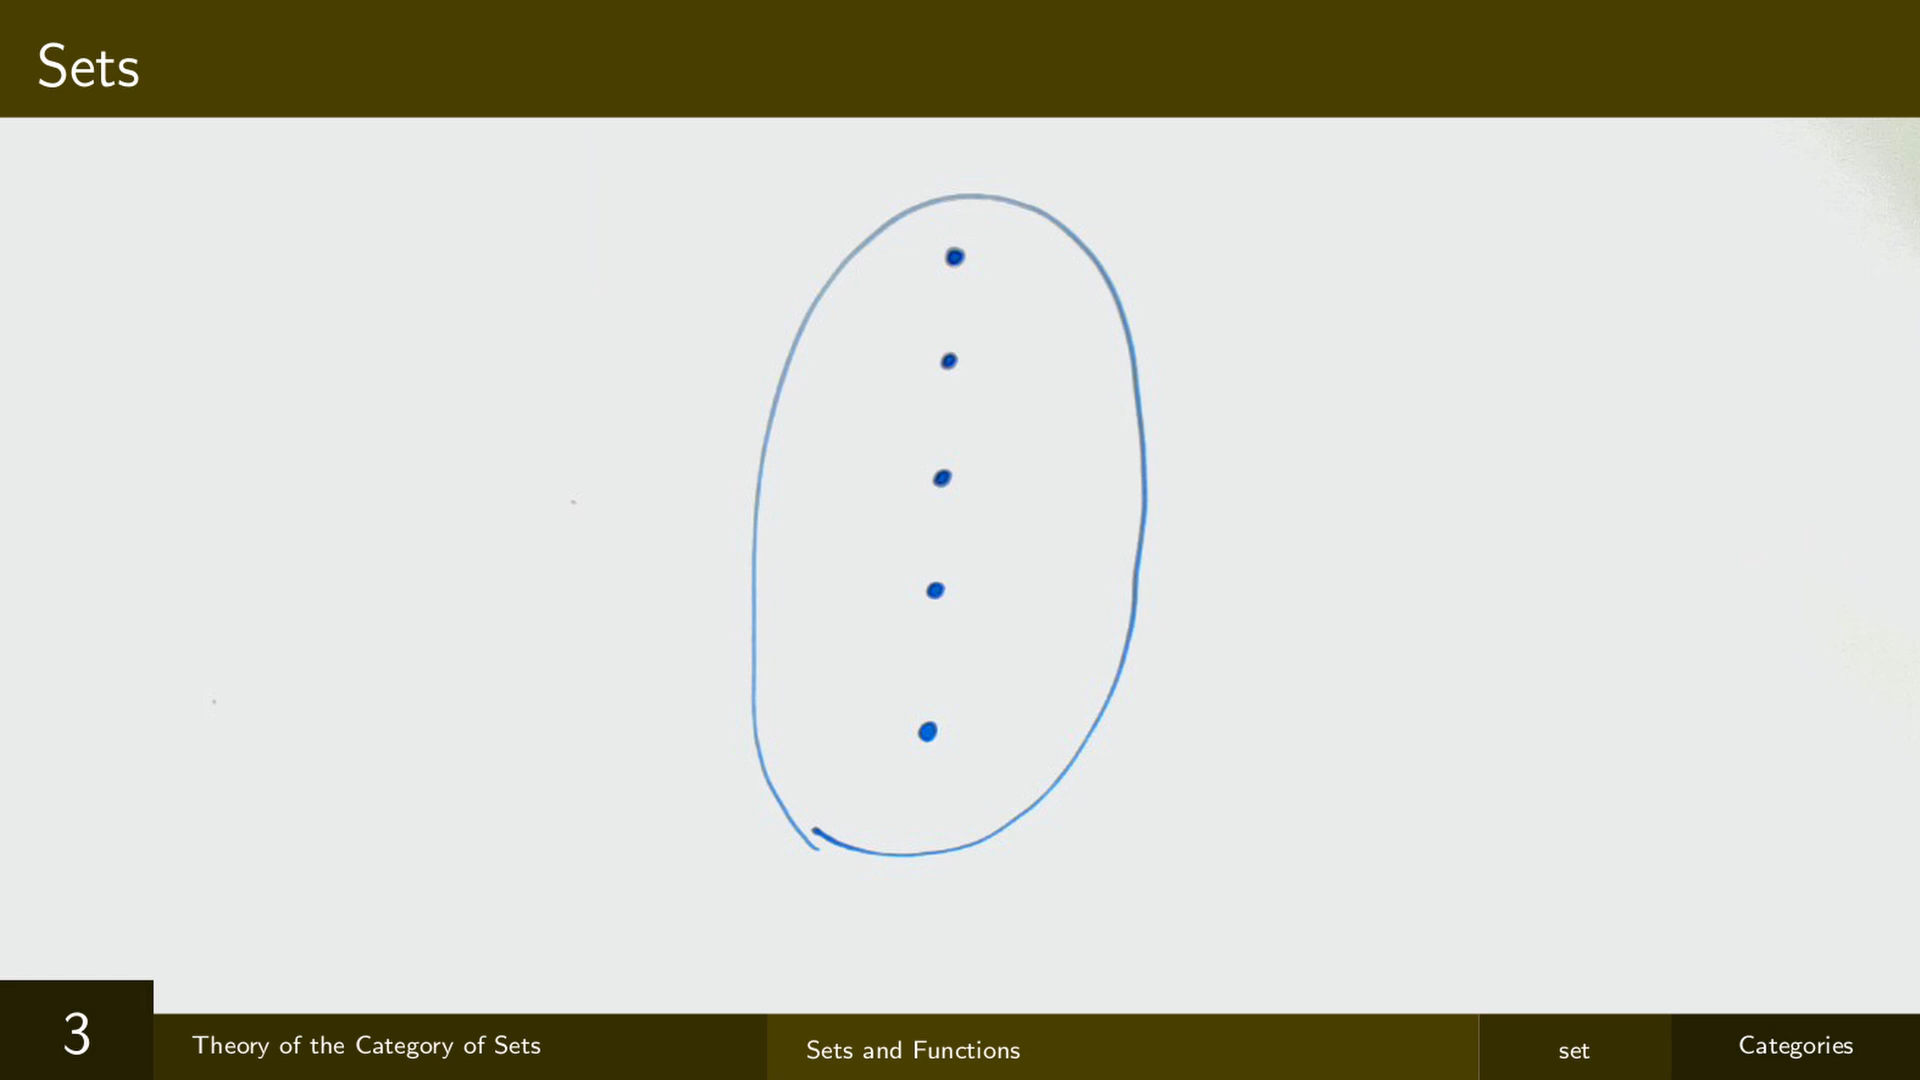 Sets
3
Theory of the Category of Sets
Sets and Functions
set
Categories